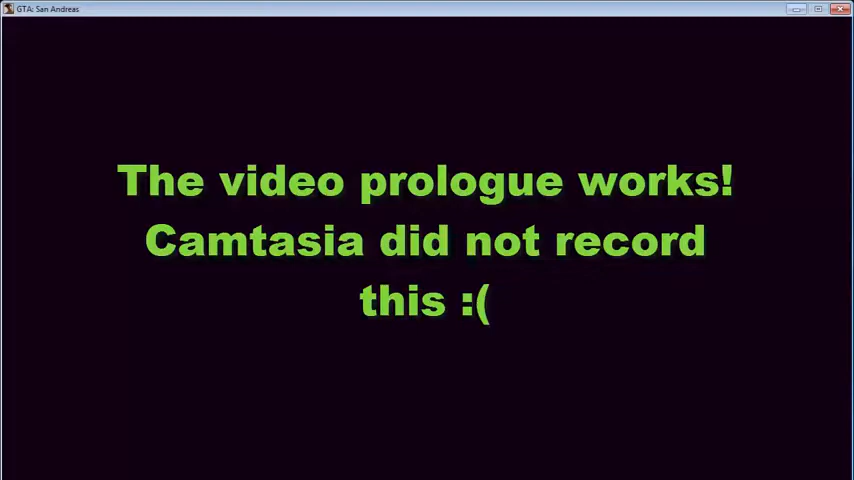 GTA: San Andreas
The video prologue works!
Camtasia did not record
this :(